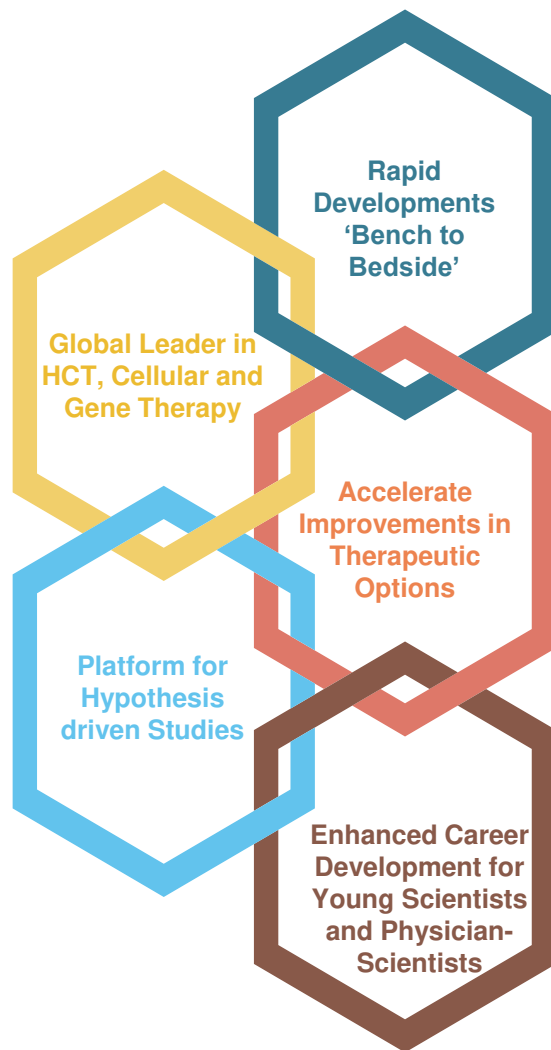 Rapid
Developments
‘Bench to
Bedside’
Global Leader in
HCT, Cellular and
Gene Therapy
Accelerate
Improvements in
Therapeutic
Options
Platform for
Hypothesis
driven Studies
Enhanced Career
Development for
Young Scientists
and Physician-
Scientists